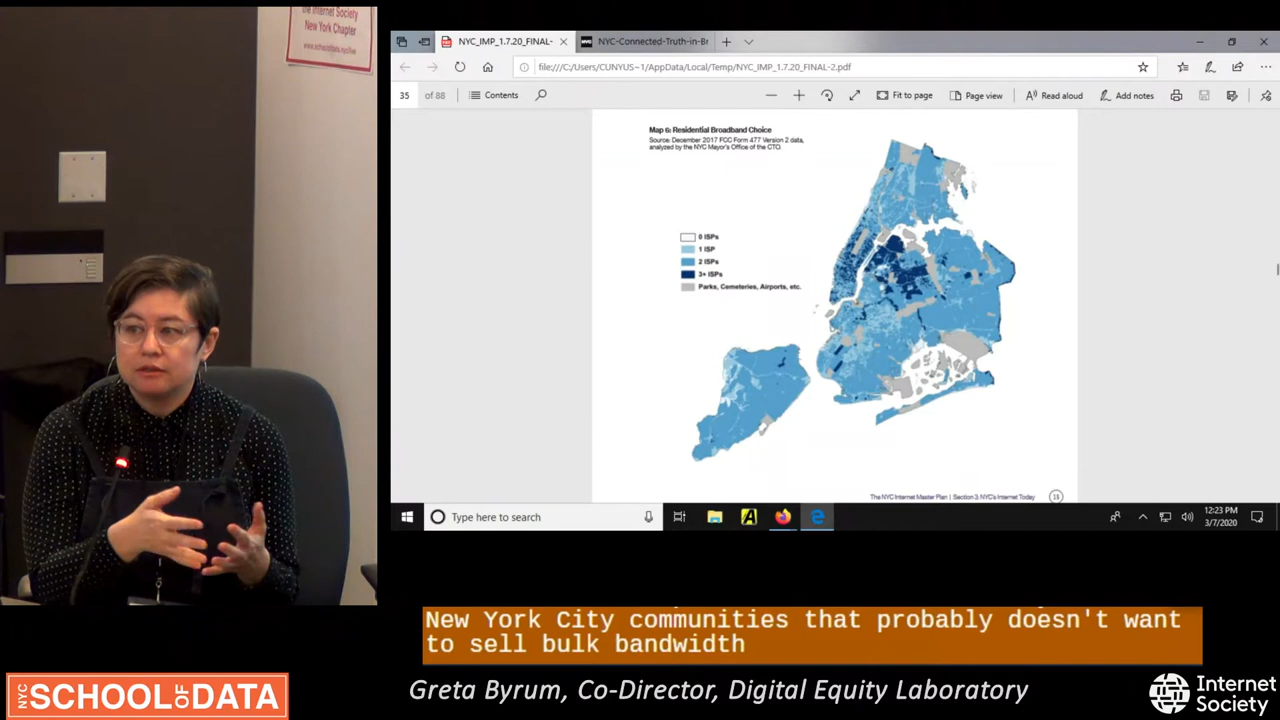 the Internet Society
New York Chapter
www.schoolofdata.nyc/live
NYC_IMP_1.7.20_FINAL-
NYC-Connected-Truth-in-Br
file:///C:/Users/CUNYUS~1/AppData/Local/Temp/NYC_IMP_1.7.20_FINAL-2.pdf
35 of 88
Contents
Fit to page
Page view
Read aloud
Add notes
Map 6: Residential Broadband Choice
Source: December 2017 FCC Form 477 Version 2 data,
analyzed by the NYC Mayor's Office of the CTO.
0 ISPs
1 ISP
2 ISPs
3+ ISPs
Parks, Cemeteries, Airports, etc.
The NYC Internet Master Plan | Section 3: NYC's Internet Today
Type here to search
12:23 PM
3/7/2020
New York City communities that probably doesn't want
to sell bulk bandwidth
NYC SCHOOL OF DATA
Greta Byrum, Co-Director, Digital Equity Laboratory
Internet
Society